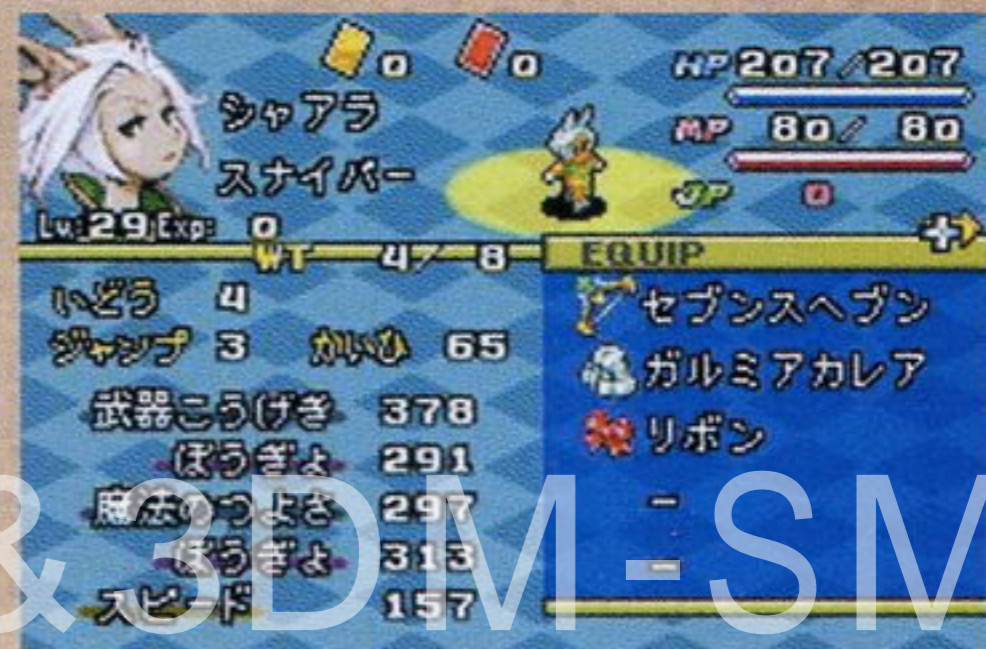 0 0
HP 207/207
シャアラ
MP 80/ 80
スナイパー
JP 0
Lv.29 Exp: 0
WT 4/ 8
EQUIP
いどう 4
セブンスヘブン
ジャンプ 3 かいひ 65
ガルミアカレア
武器こうげき 378
リボン
ぼうぎょ 291
魔法のつよさ 297
-
ぼうぎょ 313
-
スピード 157
&3DM-SM